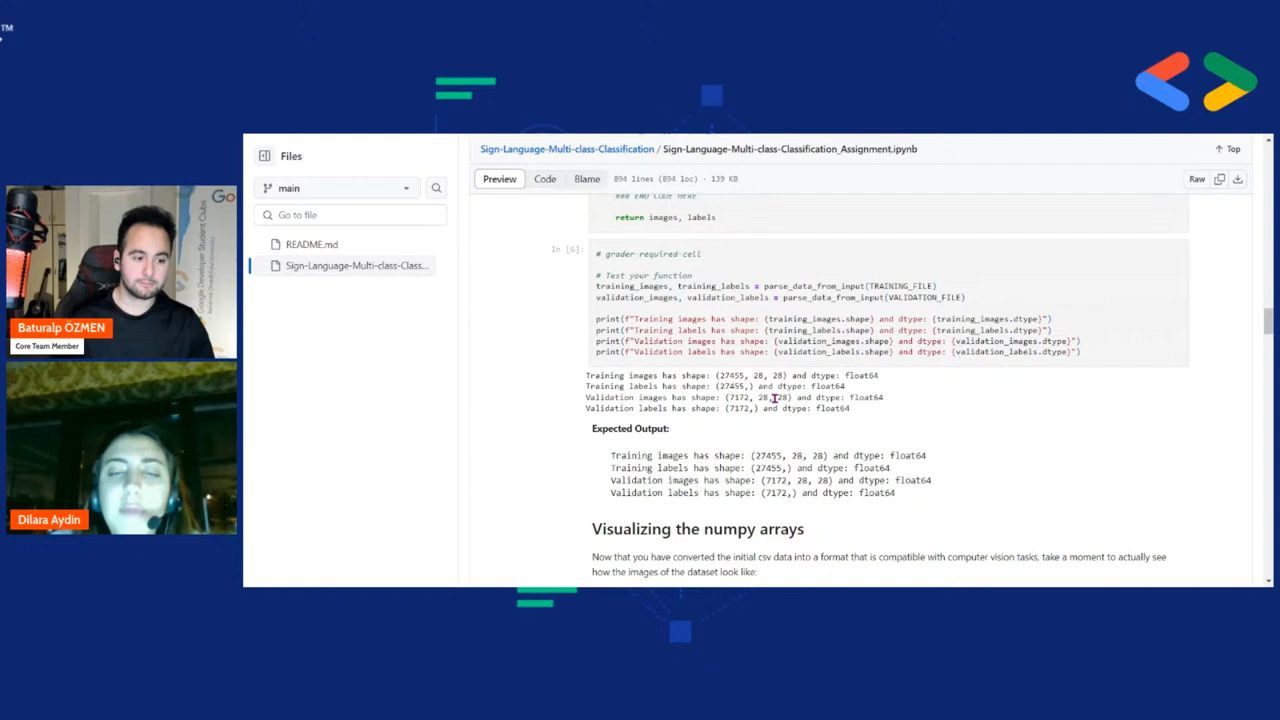 TM
Files
main
Go to file
README.md
Sign-Language-Multi-class-Class...
Sign-Language-Multi-class-Classification / Sign-Language-Multi-class-Classification_Assignment.ipynb
Top
Preview
Code
Blame
894 lines (894 loc) · 139 KB
Raw
### END CODE HERE
return images, labels
In [6]:
# grader-required-cell
# Test your function
training_images, training_labels = parse_data_from_input(TRAINING_FILE)
validation_images, validation_labels = parse_data_from_input(VALIDATION_FILE)
print(f"Training images has shape: {training_images.shape} and dtype: {training_images.dtype}")
print(f"Training labels has shape: {training_labels.shape} and dtype: {training_labels.dtype}")
print(f"Validation images has shape: {validation_images.shape} and dtype: {validation_images.dtype}")
print(f"Validation labels has shape: {validation_labels.shape} and dtype: {validation_labels.dtype}")
Training images has shape: (27455, 28, 28) and dtype: float64
Training labels has shape: (27455,) and dtype: float64
Validation images has shape: (7172, 28, 28) and dtype: float64
Validation labels has shape: (7172,) and dtype: float64
Expected Output:
Training images has shape: (27455, 28, 28) and dtype: float64
Training labels has shape: (27455,) and dtype: float64
Validation images has shape: (7172, 28, 28) and dtype: float64
Validation labels has shape: (7172,) and dtype: float64
Visualizing the numpy arrays
Now that you have converted the initial csv data into a format that is compatible with computer vision tasks, take a moment to actually see
how the images of the dataset look like:
Goo
Google Developer Student Clubs
Baturalp ÖZMEN
Core Team Member
Dilara Aydin